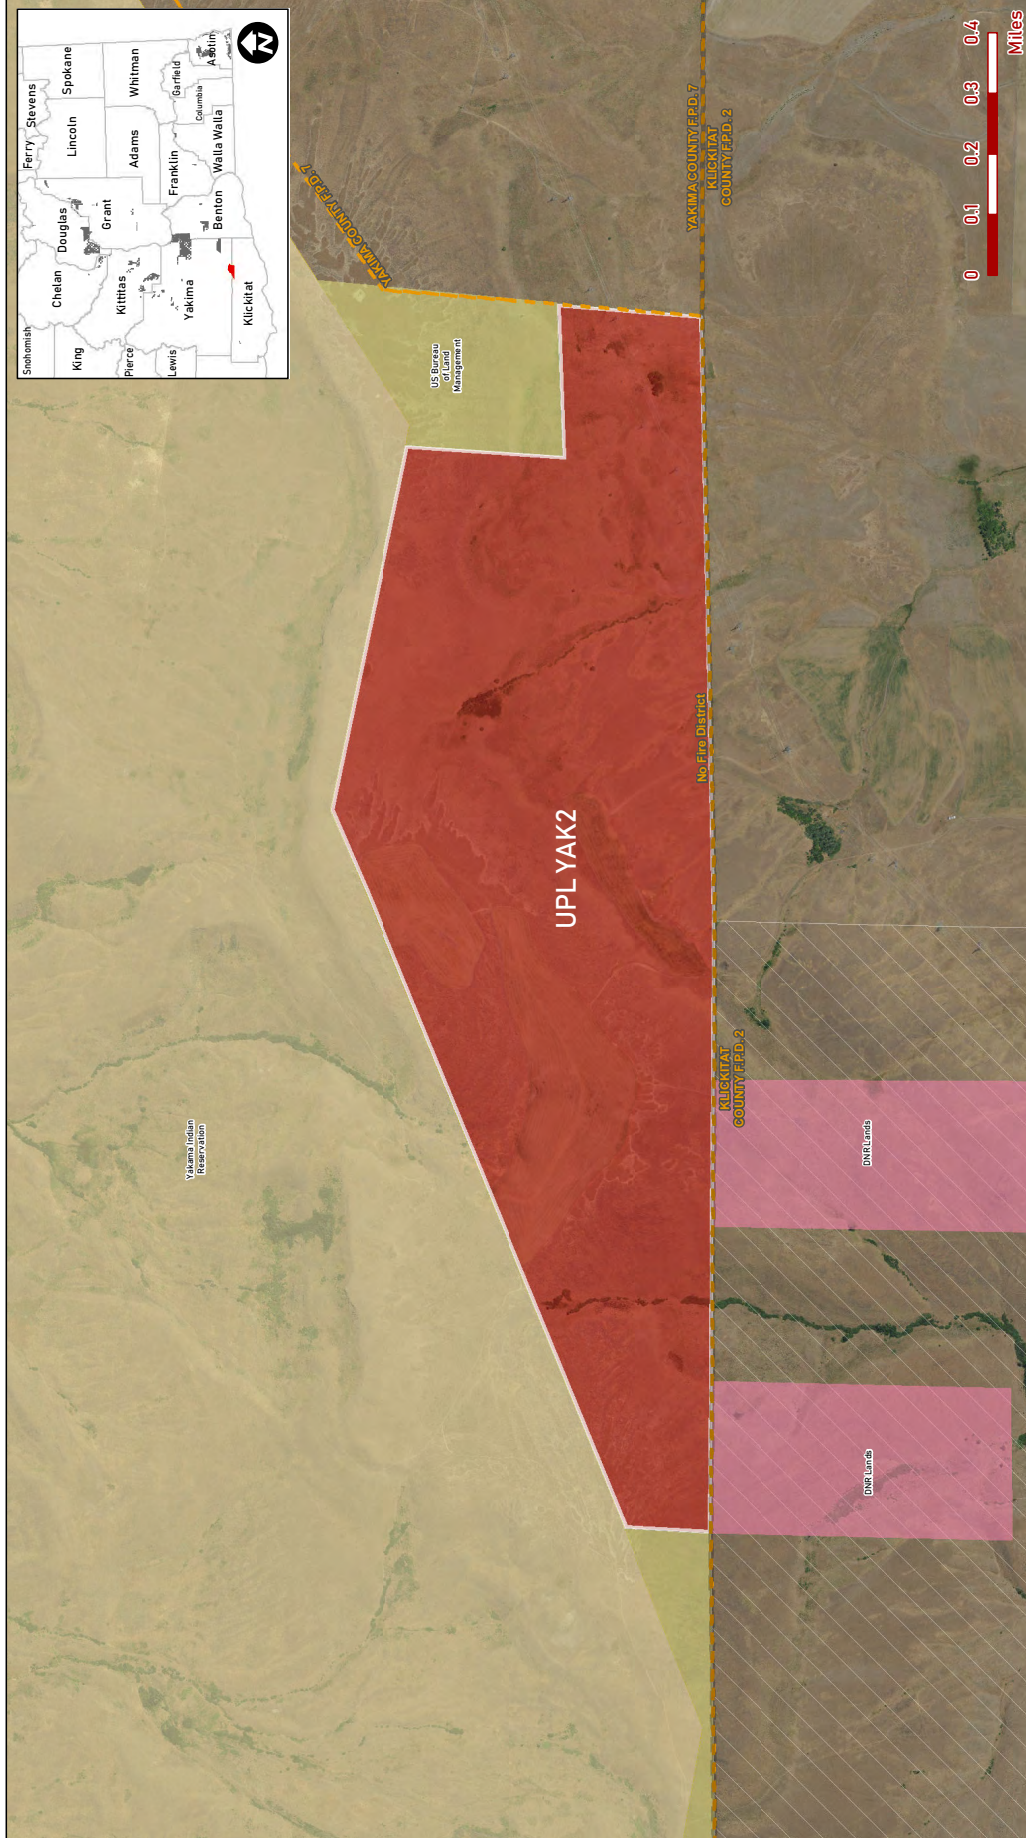 Snohomish
King
Pierce
Lewis
Chelan
Kittitas
Yakima
Klickitat
Douglas
Grant
Benton
Ferry
Stevens
Lincoln
Adams
Franklin
Walla Walla
Spokane
Whitman
Garfield
Columbia
Asotin
N
Yakama Indian
Reservation
US Bureau
of Land
Management
YAKIMA COUNTY F.P.D. 7
UPL YAK2
No Fire District
YAKIMA COUNTY F.P.D. 7
KLICKITAT
COUNTY F.P.D. 2
KLICKITAT
COUNTY F.P.D. 2
DNR Lands
DNR Lands
0 0.1 0.2 0.3 0.4
Miles